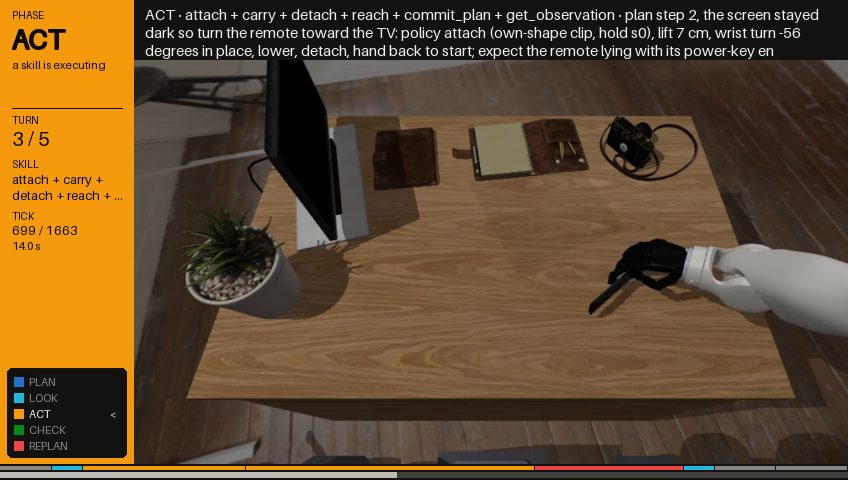 PHASE
ACT
a skill is executing
TURN
3 / 5
SKILL
attach + carry +
detach + reach + ...
TICK
699 / 1663
14.0 s
PLAN
LOOK
ACT <
CHECK
REPLAN
ACT · attach + carry + detach + reach + commit_plan + get_observation · plan step 2, the screen stayed
dark so turn the remote toward the TV: policy attach (own-shape clip, hold s0), lift 7 cm, wrist turn -56
degrees in place, lower, detach, hand back to start; expect the remote lying with its power-key en